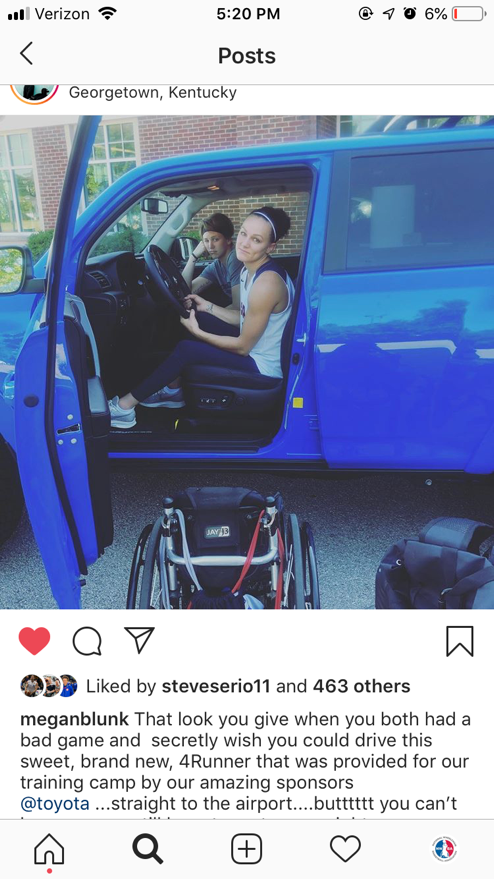 Verizon 5:20 PM 6%
Posts
Georgetown, Kentucky
JAY J3
Liked by steveserio11 and 463 others
meganblunk That look you give when you both had a
bad game and secretly wish you could drive this
sweet, brand new, 4Runner that was provided for our
training camp by our amazing sponsors
@toyota ...straight to the airport....buttttttt you can't